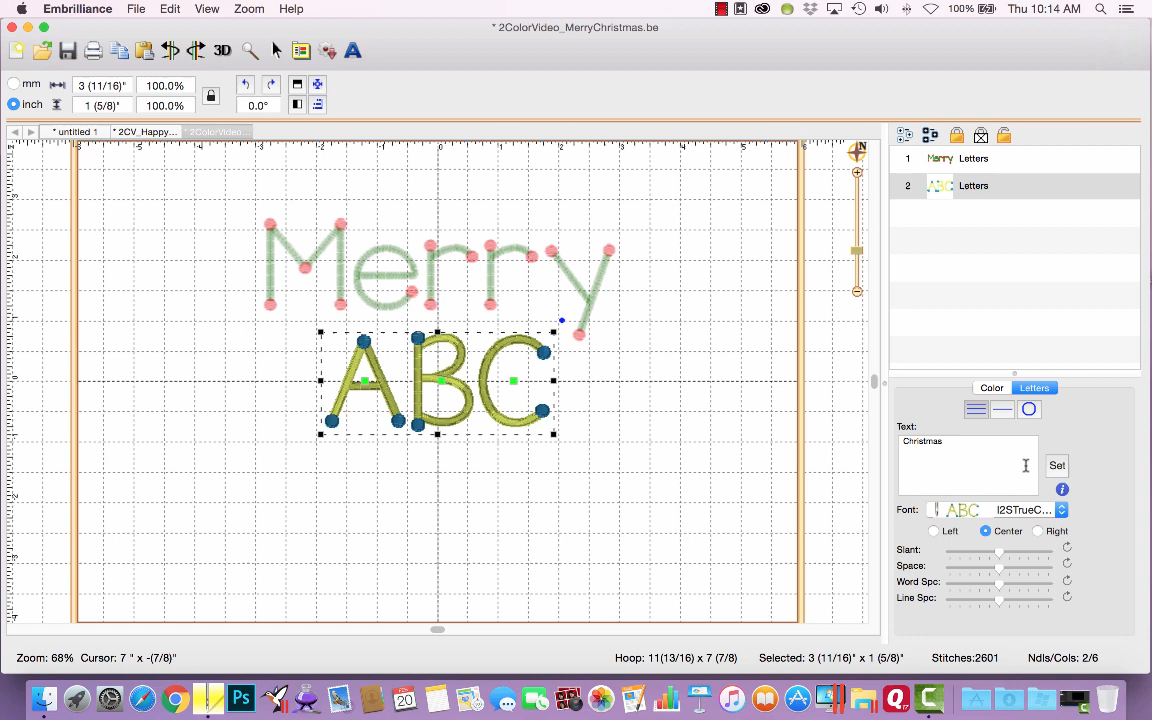 Embrilliance File Edit View Zoom Help 100% Thu 10:14 AM
* 2ColorVideo_MerryChristmas.be
3D A
mm 3 (11/16)" 100.0%
inch 1 (5/8)" 100.0% 0.0°
* untitled 1 * 2CV_Happy... * 2ColorVideo...
N
1 Merry Letters
2 ABC Letters
Merry
ABC
Color Letters
Text:
Christmas
Set
Font: ABC I2STrueC...
Left Center Right
Slant:
Space:
Word Spc:
Line Spc:
Zoom: 68% Cursor: 7 " x -(7/8)" Hoop: 11(13/16) x 7 (7/8) Selected: 3 (11/16)" x 1 (5/8)" Stitches:2601 Ndls/Cols: 2/6
Ps 20